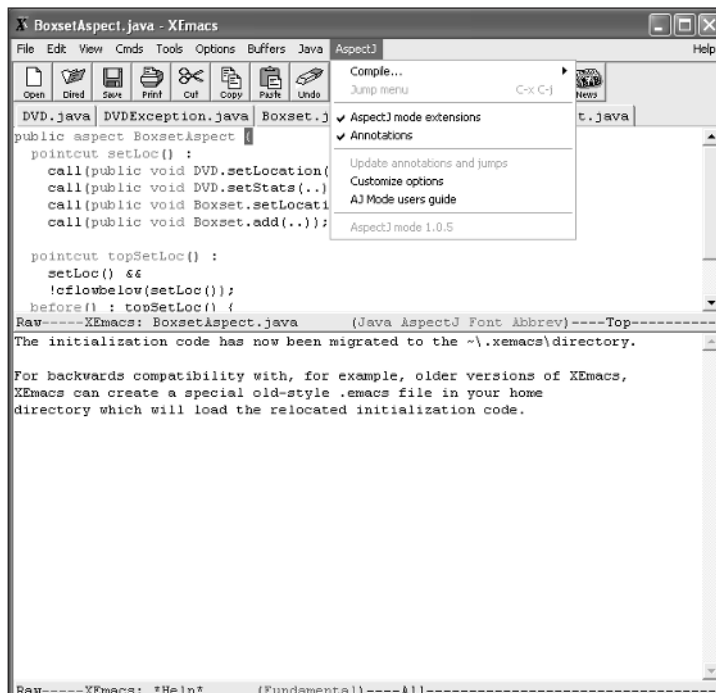 BoxsetAspect.java - XEmacs
File Edit View Cmds Tools Options Buffers Java AspectJ Help
Open Dired Save Print Cut Copy Paste Undo News
DVD.java DVDException.java Boxset.j t.java
Compile...
Jump menu C-x C-j
AspectJ mode extensions
Annotations
Update annotations and jumps
Customize options
AJ Mode users guide
AspectJ mode 1.0.5
public aspect BoxsetAspect {
pointcut setLoc() :
call(public void DVD.setLocation(
call(public void DVD.setStats(..)
call(public void Boxset.setLocati
call(public void Boxset.add(..));
pointcut topSetLoc() :
setLoc() &&
!cflowbelow(setLoc());
before() : topSetLoc() {
Raw-----XEmacs: BoxsetAspect.java (Java AspectJ Font Abbrev)----Top----------
The initialization code has now been migrated to the ~\.xemacs\directory.
For backwards compatibility with, for example, older versions of XEmacs,
XEmacs can create a special old-style .emacs file in your home
directory which will load the relocated initialization code.
Raw-----XEmacs: *Help* (Fundamental)----All----------------------------------